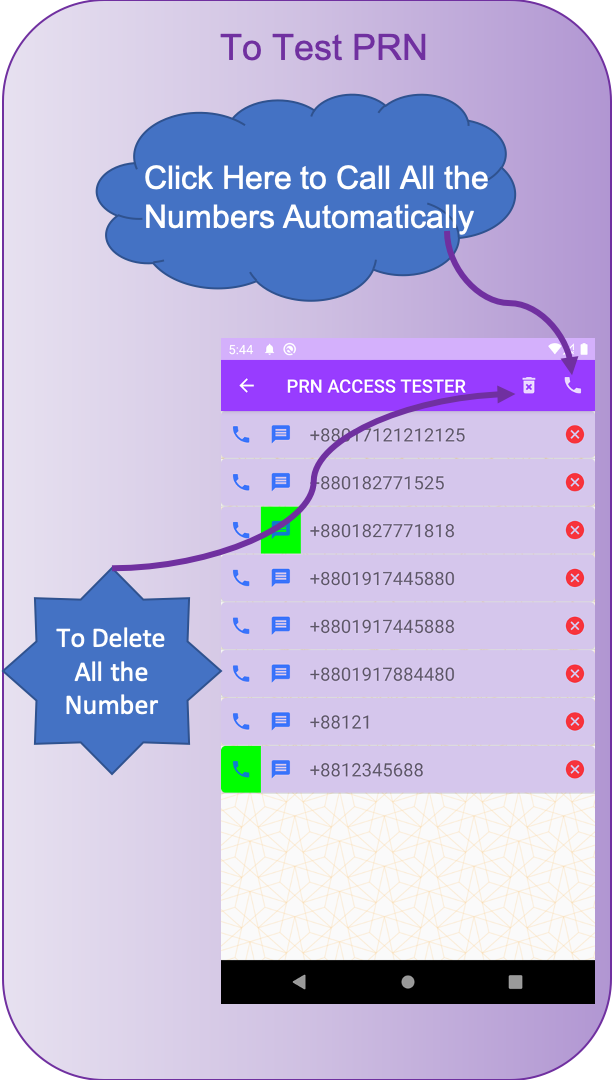 To Test PRN
Click Here to Call All the
Numbers Automatically
5:44
PRN ACCESS TESTER
+88017121212125
+880182771525
+8801827771818
+8801917445880
+8801917445888
+8801917884480
+88121
+8812345688
To Delete
All the
Number